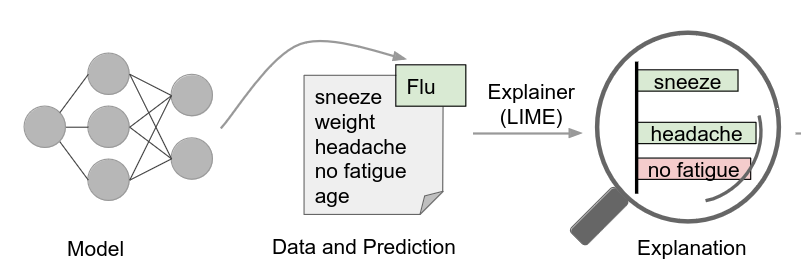 Flu
sneeze
weight
headache
no fatigue
age
Explainer
(LIME)
sneeze
headache
no fatigue
Model
Data and Prediction
Explanation